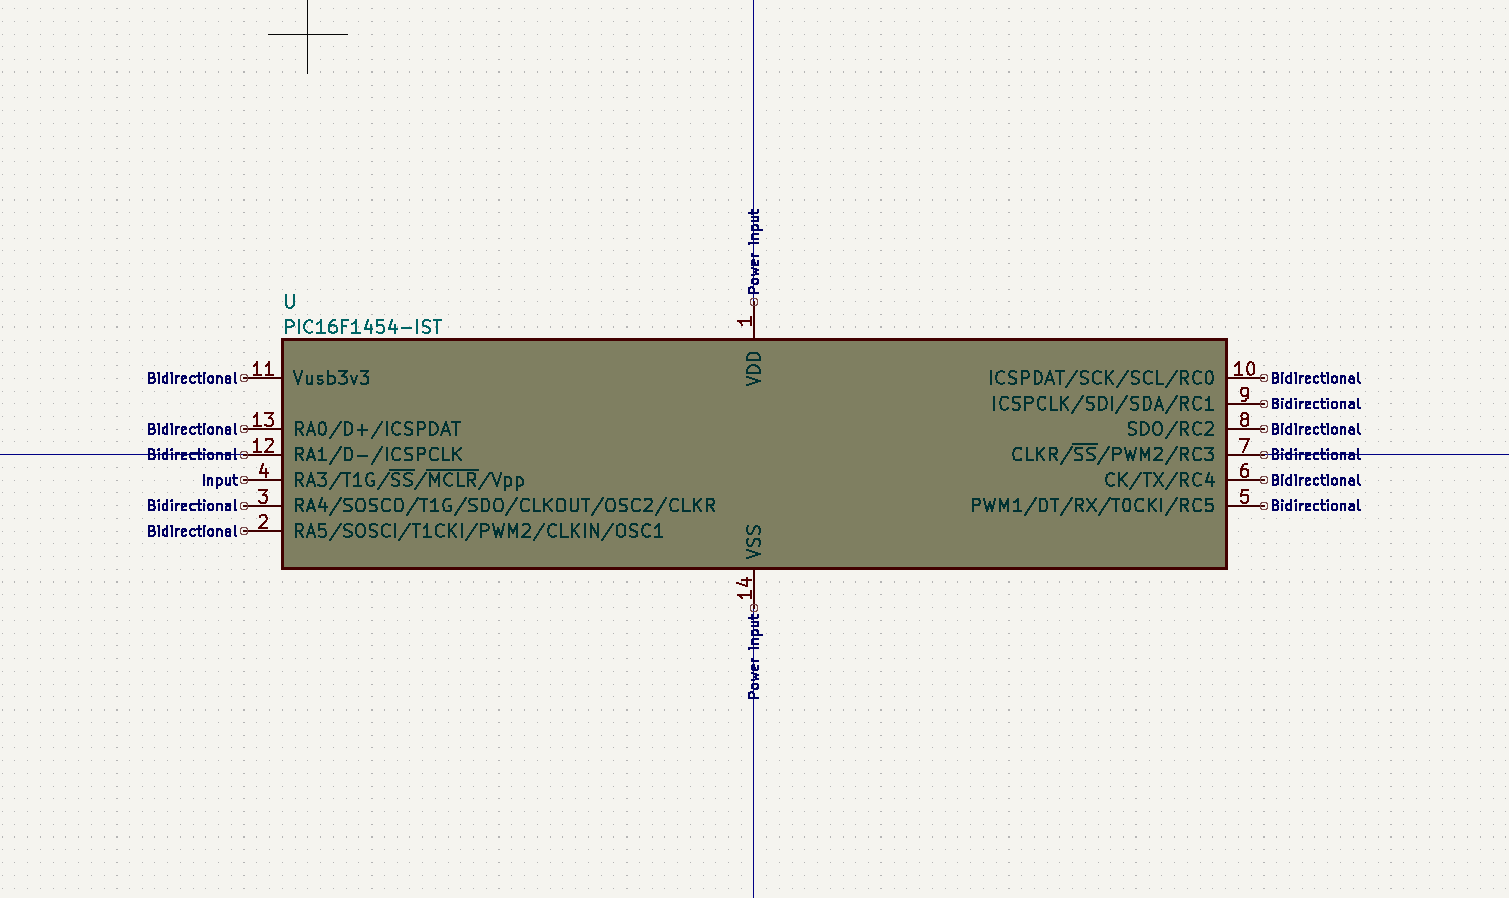 Power Input
U
1
PIC16F1454-IST
VDD
Bidirectional 11 Vusb3v3
ICSPDAT/SCK/SCL/RC0 10 Bidirectional
ICSPCLK/SDI/SDA/RC1 9 Bidirectional
Bidirectional 13 RA0/D+/ICSPDAT
SDO/RC2 8 Bidirectional
Bidirectional 12 RA1/D-/ICSPCLK
CLKR/SS/PWM2/RC3 7 Bidirectional
Input 4 RA3/T1G/SS/MCLR/Vpp
CK/TX/RC4 6 Bidirectional
Bidirectional 3 RA4/SOSCO/T1G/SDO/CLKOUT/OSC2/CLKR
PWM1/DT/RX/T0CKI/RC5 5 Bidirectional
Bidirectional 2 RA5/SOSCI/T1CKI/PWM2/CLKIN/OSC1
VSS
14
Power Input